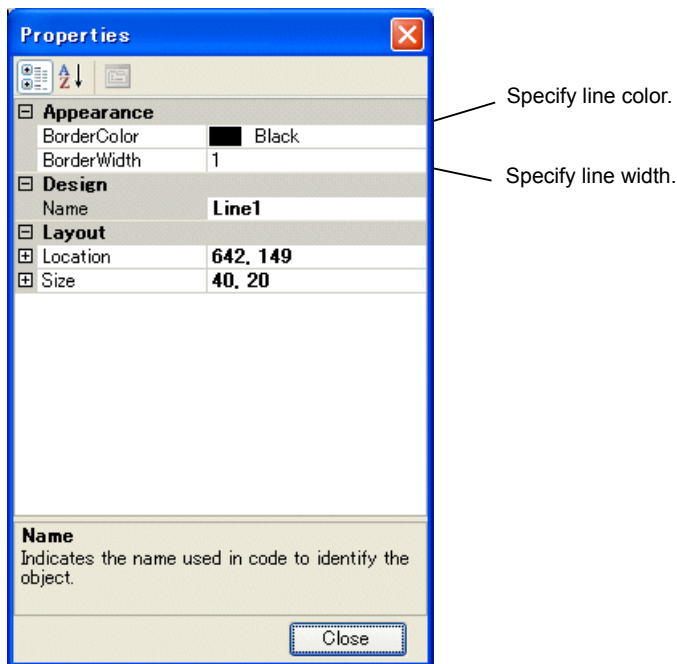 Properties
Appearance
BorderColor Black
BorderWidth 1
Design
Name Line1
Layout
Location 642, 149
Size 40, 20
Name
Indicates the name used in code to identify the
object.
Close
Specify line color.
Specify line width.